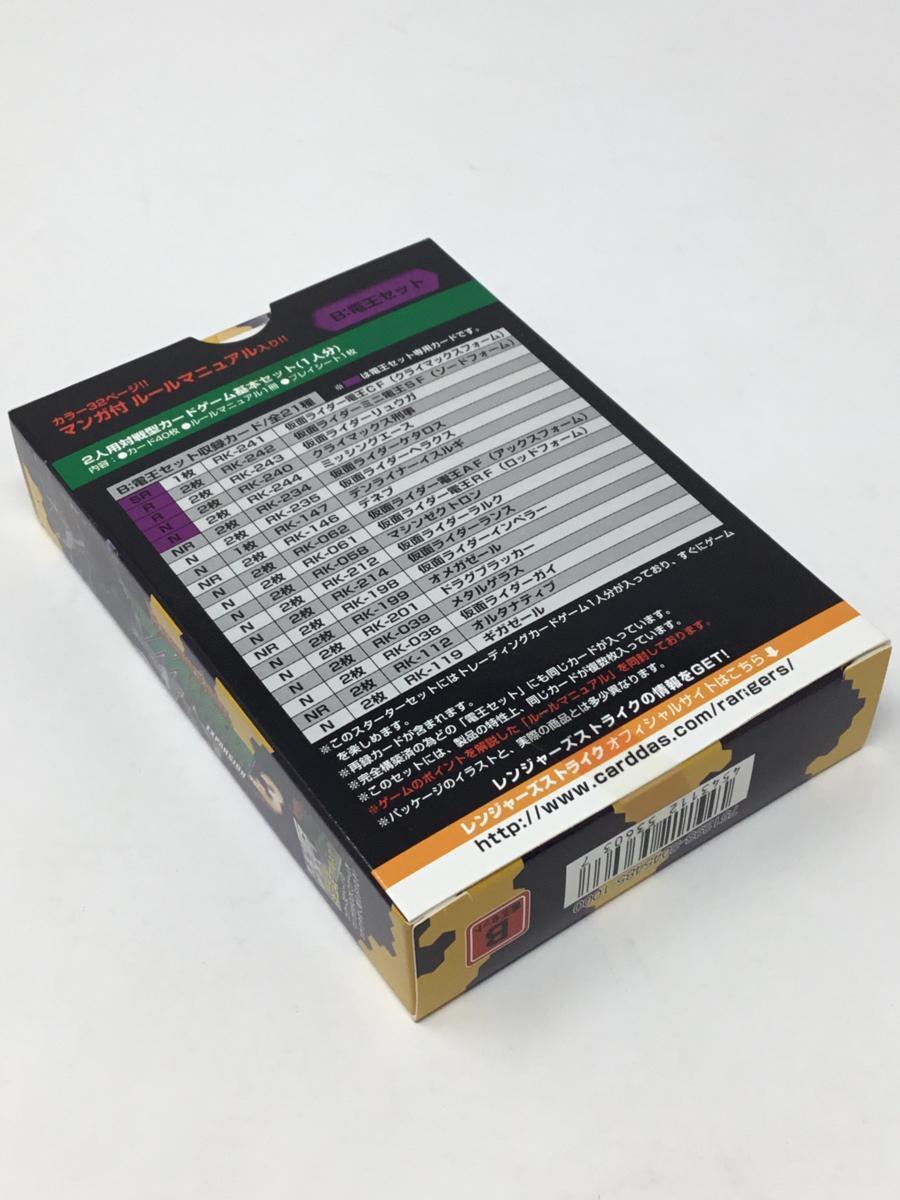 B:電王セット
カラー32ページ!!
マンガ付 ルールマニュアル入り!!
2人用対戦型カードゲーム基本セット(1人分)
内容：●カード40枚 ●ルールマニュアル1冊 ●プレイシート1枚
※ は電王セット専用カードです。
B:電王セット収録カード/全21種
SR 1枚 RK-241 仮面ライダー電王CF（クライマックスフォーム）
R 2枚 RK-242 仮面ライダーミニ電王SF（ソードフォーム）
R 2枚 RK-243 仮面ライダーリュウガ
N 2枚 RK-240 クライマックス刑事
N 2枚 RK-244 ミッシングエース
NR 2枚 RK-234 仮面ライダーケタロス
N 1枚 RK-235 仮面ライダーヘラクス
2枚 RK-147 デンライナーイスルギ
2枚 RK-146 テネブ
2枚 RK-062 仮面ライダー電王AF（アックスフォーム）
2枚 RK-061 仮面ライダー電王RF（ロッドフォーム）
2枚 RK-058 マシンゼクトロン
2枚 RK-212 仮面ライダーラルク
2枚 RK-214 仮面ライダーランス
2枚 RK-198 仮面ライダーインペラー
2枚 RK-199 オメガゼール
2枚 RK-201 ドラグブラッカー
2枚 RK-039 メタルゲラス
2枚 RK-038 仮面ライダーガイ
NR 2枚 RK-112 オルタナティブ
N 2枚 RK-119 ギガゼール
※このスターターセットにはトレーディングカードゲーム1人分が入っており、すぐにゲーム
を楽しめます。
※再録カードが含まれます。
※完全構築済の為どの「電王セット」にも同じカードが入っています。
※このセットには、製品の特性上、同じカードが複数枚入っています。
※ゲームのポイントを解説した「ルールマニュアル」を同封しております。
※パッケージのイラストと、実際の商品とは多少異なります。
レンジャーズストライクの情報をGET!
レンジャーズストライク オフィシャルサイトはこちら
http://www.carddas.com/rangers/
B
電王セット
EXPANSION